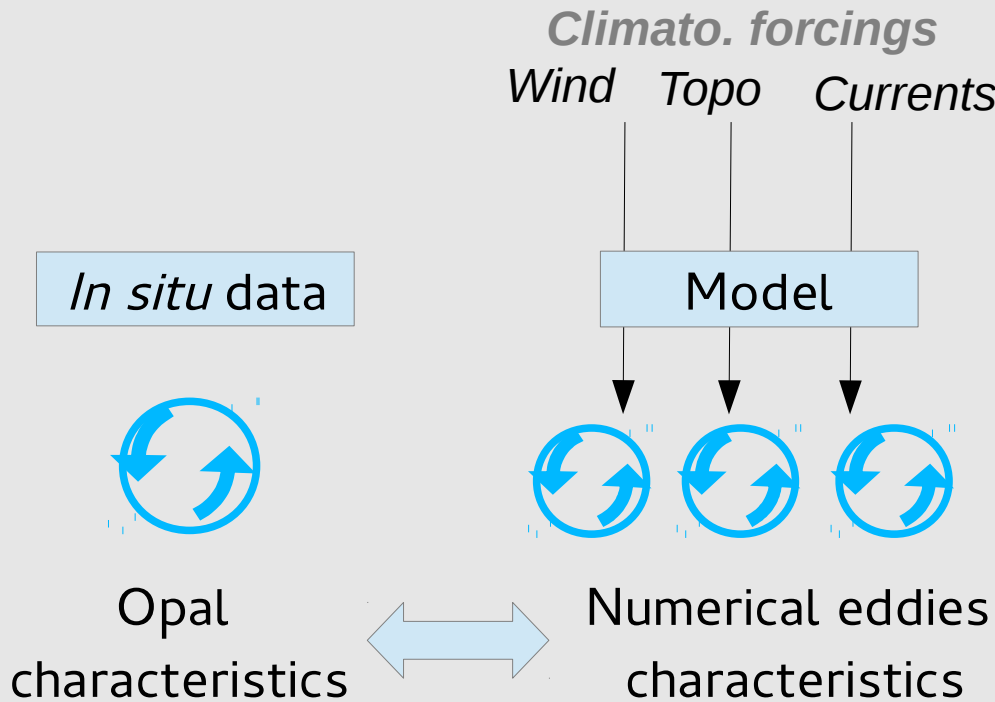 Climato. forcings
Wind Topo Currents
In situ data
Model
Opal
characteristics
Numerical eddies
characteristics